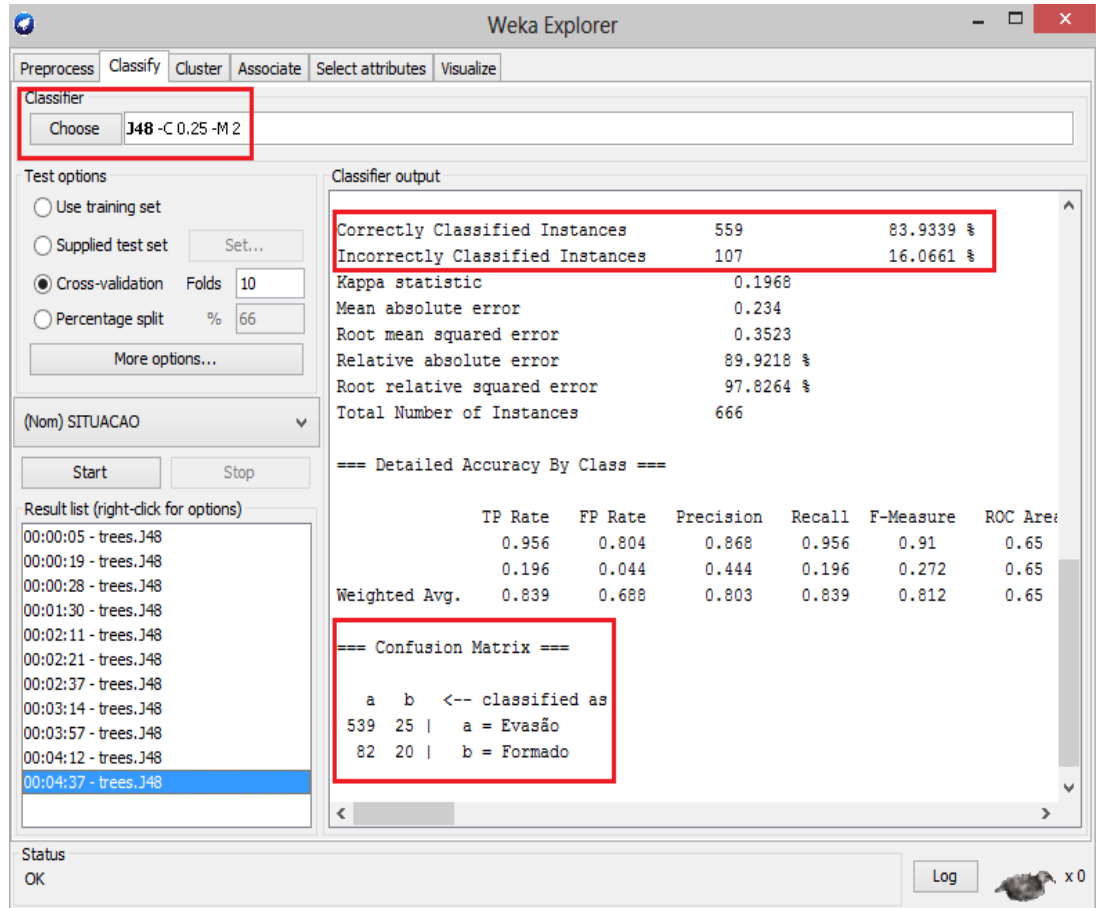 Weka Explorer
Preprocess Classify Cluster Associate Select attributes Visualize
Classifier
Choose J48 -C 0.25 -M 2
Test options
Use training set
Supplied test set Set...
Cross-validation Folds 10
Percentage split % 66
More options...
(Nom) SITUACAO
Start Stop
Result list (right-click for options)
00:00:05 - trees.J48
00:00:19 - trees.J48
00:00:28 - trees.J48
00:01:30 - trees.J48
00:02:11 - trees.J48
00:02:21 - trees.J48
00:02:37 - trees.J48
00:03:14 - trees.J48
00:03:57 - trees.J48
00:04:12 - trees.J48
00:04:37 - trees.J48
Classifier output
Correctly Classified Instances 559 83.9339 %
Incorrectly Classified Instances 107 16.0661 %
Kappa statistic 0.1968
Mean absolute error 0.234
Root mean squared error 0.3523
Relative absolute error 89.9218 %
Root relative squared error 97.8264 %
Total Number of Instances 666
=== Detailed Accuracy By Class ===
TP Rate FP Rate Precision Recall F-Measure ROC Area
0.956 0.804 0.868 0.956 0.91 0.65
0.196 0.044 0.444 0.196 0.272 0.65
Weighted Avg. 0.839 0.688 0.803 0.839 0.812 0.65
=== Confusion Matrix ===
a b <-- classified as
539 25 | a = Evasão
82 20 | b = Formado
Status
OK
Log x 0